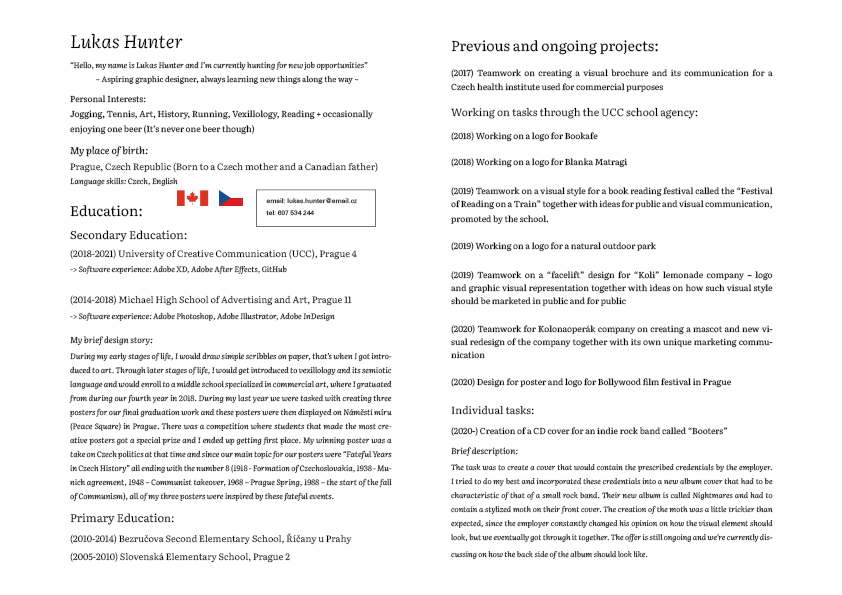 Lukas Hunter
“Hello, my name is Lukas Hunter and I’m currently hunting for new job opportunities”
– Aspiring graphic designer, always learning new things along the way –
Personal Interests:
Jogging, Tennis, Art, History, Running, Vexillology, Reading + occasionally
enjoying one beer (It’s never one beer though)
My place of birth:
Prague, Czech Republic (Born to a Czech mother and a Canadian father)
Language skills: Czech, English
email: lukas.hunter@email.cz
tel: 607 534 244
Education:
Secondary Education:
(2018-2021) University of Creative Communication (UCC), Prague 4
-> Software experience: Adobe XD, Adobe After Effects, GitHub
(2014-2018) Michael High School of Advertising and Art, Prague 11
-> Software experience: Adobe Photoshop, Adobe Illustrator, Adobe InDesign
My brief design story:
During my early stages of life, I would draw simple scribbles on paper, that’s when I got intro-
duced to art. Through later stages of life, I would get introduced to vexillology and its semiotic
language and would enroll to a middle school specialized in commercial art, where I gratuated
from during our fourth year in 2018. During my last year we were tasked with creating three
posters for our final graduation work and these posters were then displayed on Náměstí míru
(Peace Square) in Prague. There was a competition where students that made the most cre-
ative posters got a special prize and I ended up getting first place. My winning poster was a
take on Czech politics at that time and since our main topic for our posters were “Fateful Years
in Czech History” all ending with the number 8 (1918 - Formation of Czechoslovakia, 1938 - Mu-
nich agreement, 1948 – Communist takeover, 1968 – Prague Spring, 1988 – the start of the fall
of Communism), all of my three posters were inspired by these fateful events.
Primary Education:
(2010-2014) Bezručova Second Elementary School, Říčany u Prahy
(2005-2010) Slovenská Elementary School, Prague 2
Previous and ongoing projects:
(2017) Teamwork on creating a visual brochure and its communication for a
Czech health institute used for commercial purposes
Working on tasks through the UCC school agency:
(2018) Working on a logo for Bookafe
(2018) Working on a logo for Blanka Matragi
(2019) Teamwork on a visual style for a book reading festival called the “Festival
of Reading on a Train” together with ideas for public and visual communication,
promoted by the school.
(2019) Working on a logo for a natural outdoor park
(2019) Teamwork on a “facelift” design for “Koli” lemonade company – logo
and graphic visual representation together with ideas on how such visual style
should be marketed in public and for public
(2020) Teamwork for Kolonaoperák company on creating a mascot and new vi-
sual redesign of the company together with its own unique marketing commu-
nication
(2020) Design for poster and logo for Bollywood film festival in Prague
Individual tasks:
(2020-) Creation of a CD cover for an indie rock band called “Booters”
Brief description:
The task was to create a cover that would contain the prescribed credentials by the employer.
I tried to do my best and incorporated these credentials into a new album cover that had to be
characteristic of that of a small rock band. Their new album is called Nightmares and had to
contain a stylized moth on their front cover. The creation of the moth was a little trickier than
expected, since the employer constantly changed his opinion on how the visual element should
look, but we eventually got through it together. The offer is still ongoing and we’re currently dis-
cussing on how the back side of the album should look like.